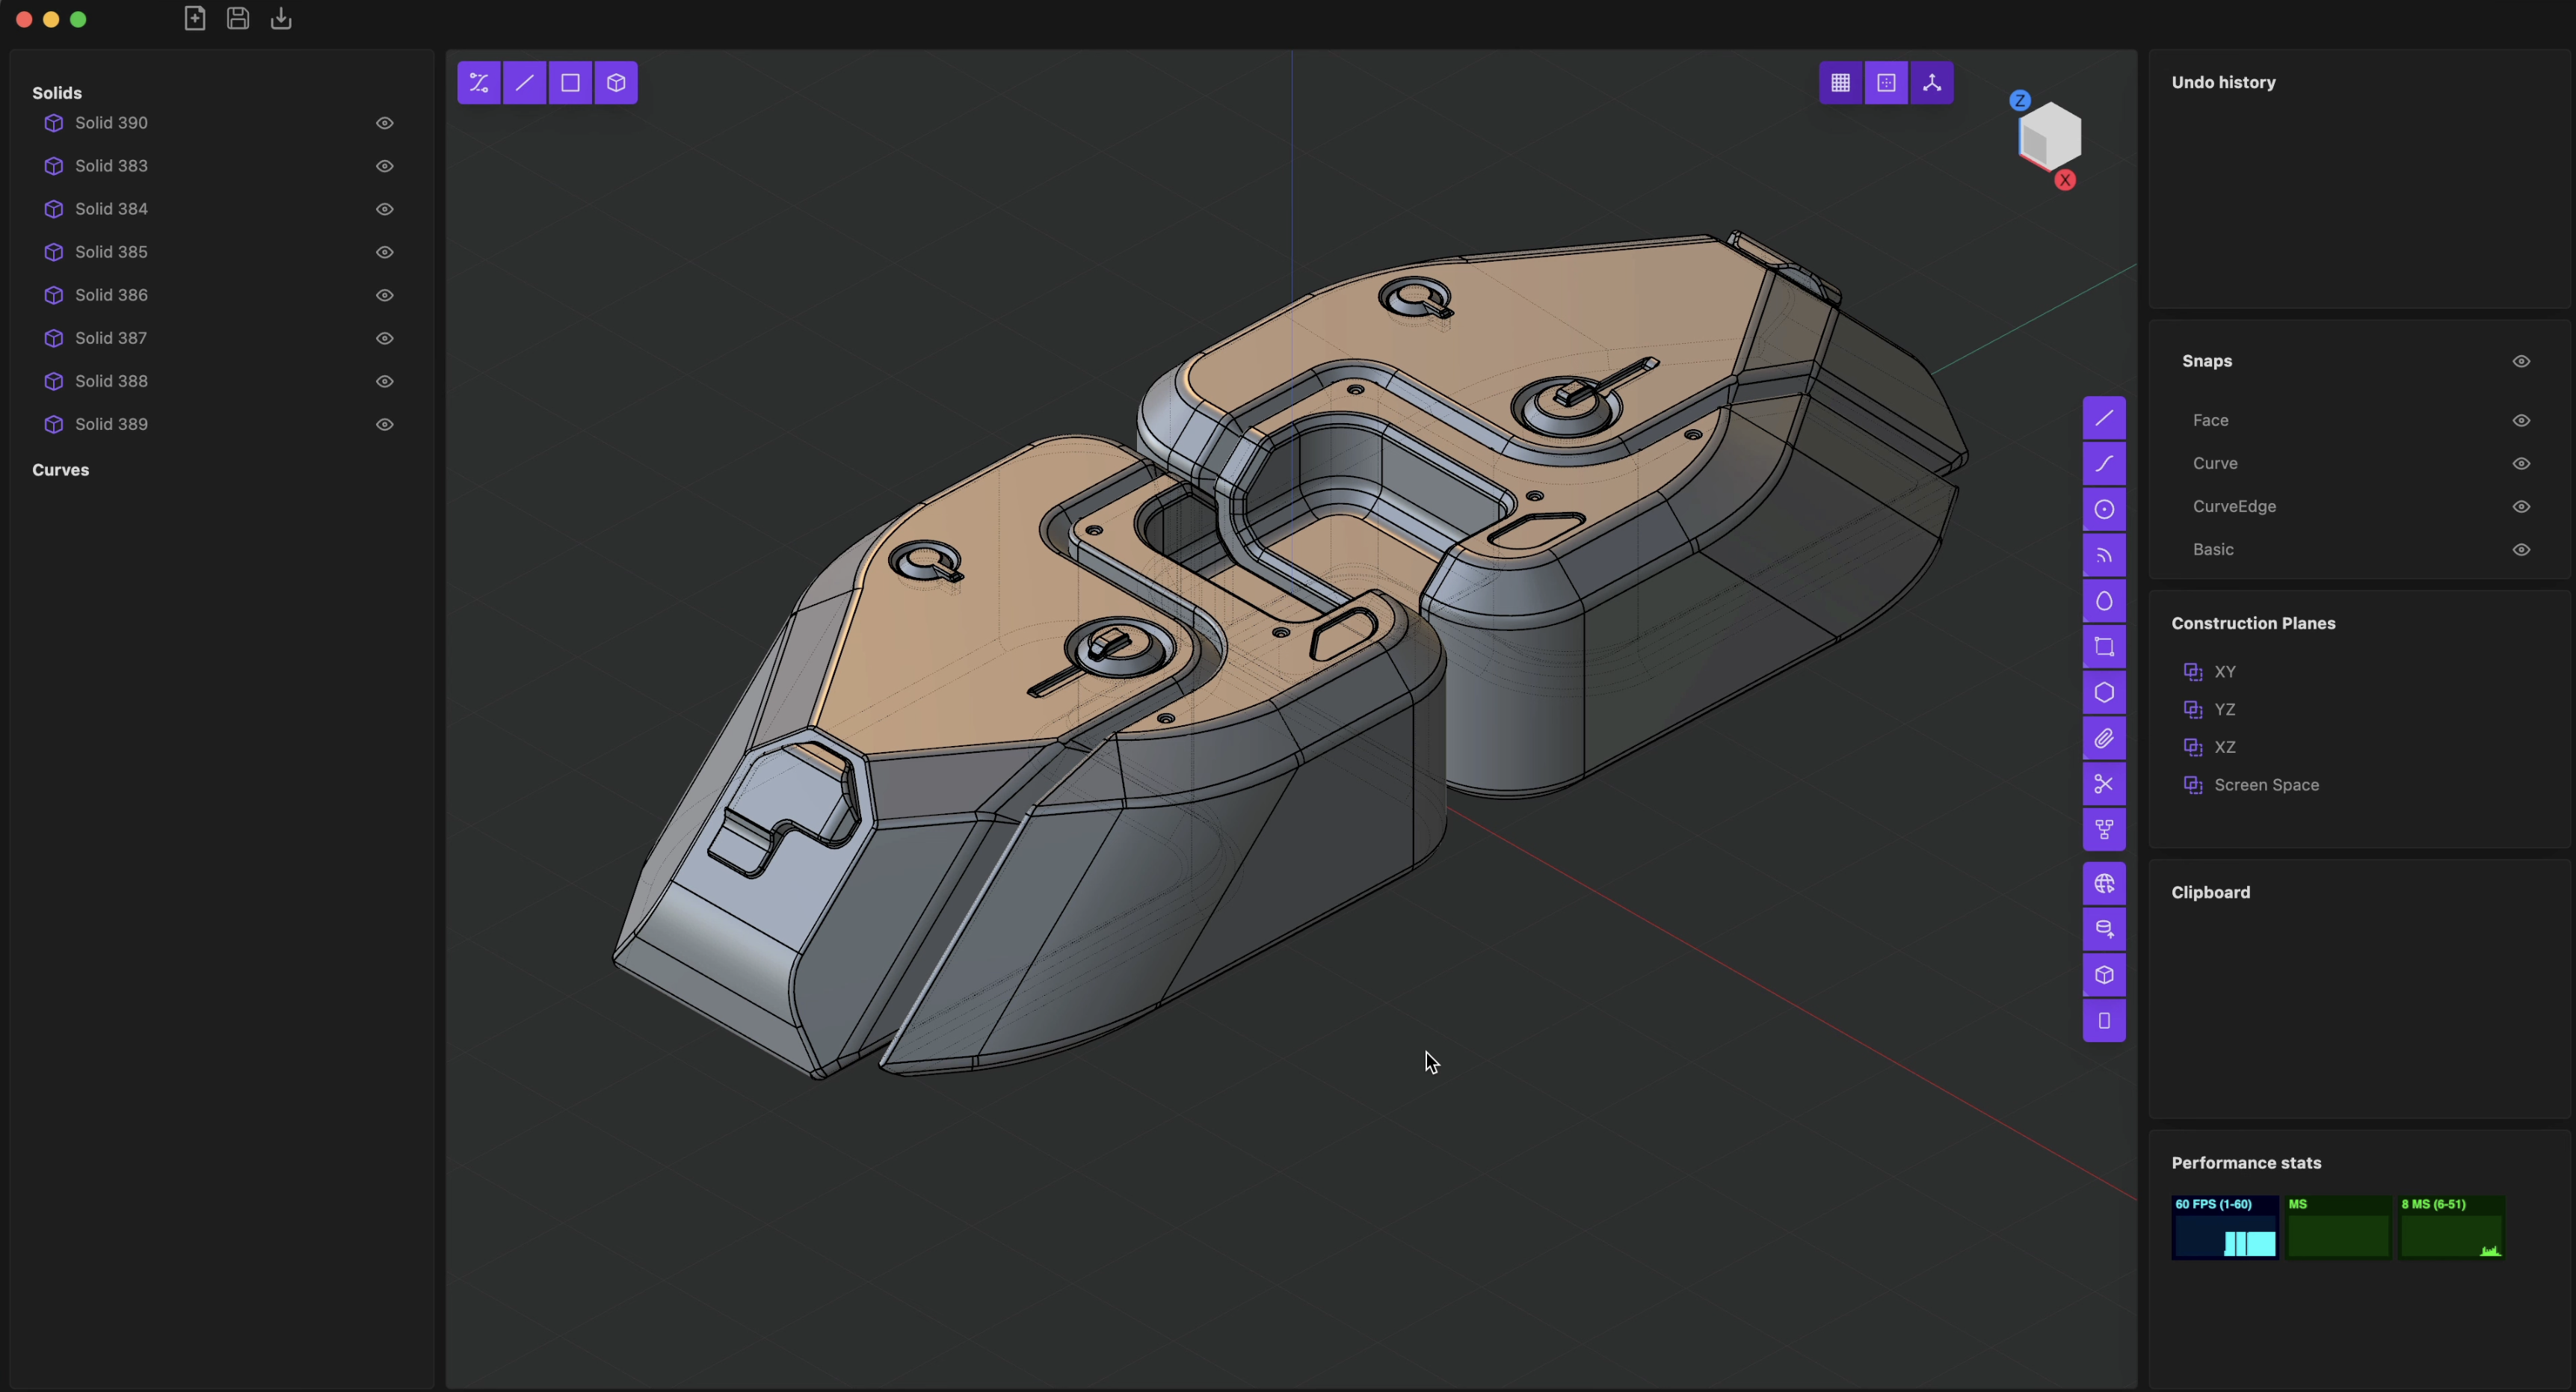 Solids
Solid 390
Solid 383
Solid 384
Solid 385
Solid 386
Solid 387
Solid 388
Solid 389
Curves
Z
X
Undo history
Snaps
Face
Curve
CurveEdge
Basic
Construction Planes
XY
YZ
XZ
Screen Space
Clipboard
Performance stats
60 FPS (1-60)
MS
8 MS (6-51)